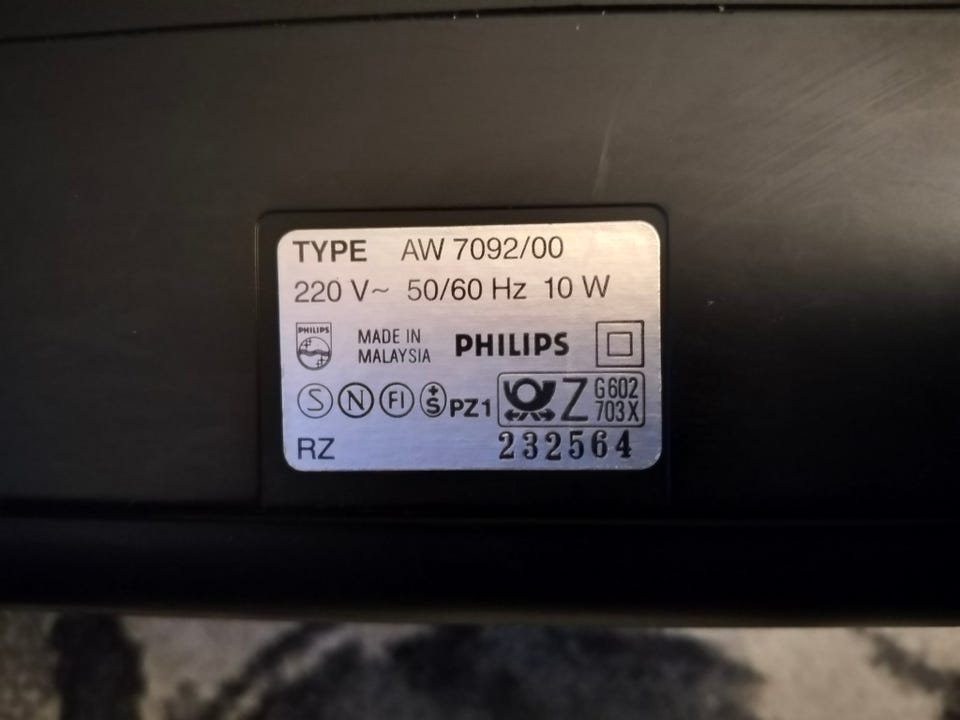 TYPE AW 7092/00
220 V~ 50/60 Hz 10 W
PHILIPS
MADE IN
MALAYSIA
PHILIPS
S N FI +S PZ1 Z G602
703X
RZ 232564